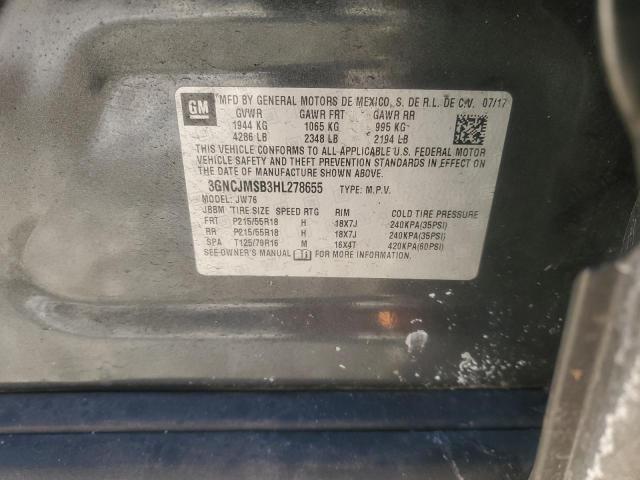 GM
MFD BY GENERAL MOTORS DE MEXICO, S. DE R.L. DE C.V. 07/17
GVWR GAWR FRT GAWR RR
1944 KG 1065 KG 995 KG
4286 LB 2348 LB 2194 LB
THIS VEHICLE CONFORMS TO ALL APPLICABLE U.S. FEDERAL MOTOR
VEHICLE SAFETY AND THEFT PREVENTION STANDARDS IN EFFECT ON
THE DATE OF MANUFACTURE SHOWN ABOVE.
3GNCJMSB3HL278655 TYPE: M.P.V.
MODEL: JW76
JBBM TIRE SIZE SPEED RTG RIM COLD TIRE PRESSURE
FRT P215/55R18 H 18X7J 240KPA(35PSI)
RR P215/55R18 H 18X7J 240KPA(35PSI)
SPA T125/70R16 M 16X4T 420KPA(60PSI)
SEE OWNER'S MANUAL FOR MORE INFORMATION.